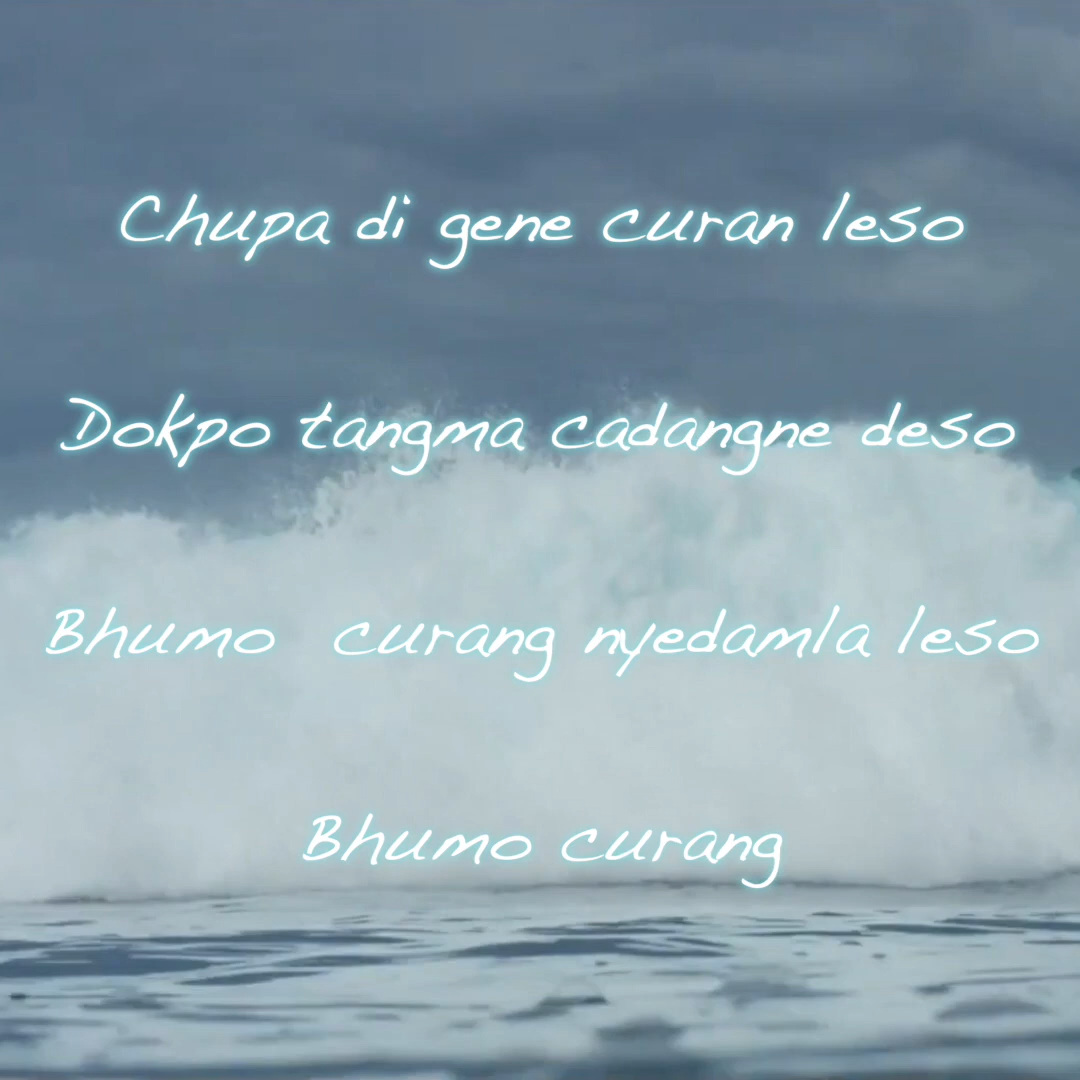 Chupa di gene curan leso
Dokpo tangma cadangne deso
Bhumo curang nyedamla leso
Bhumo curang